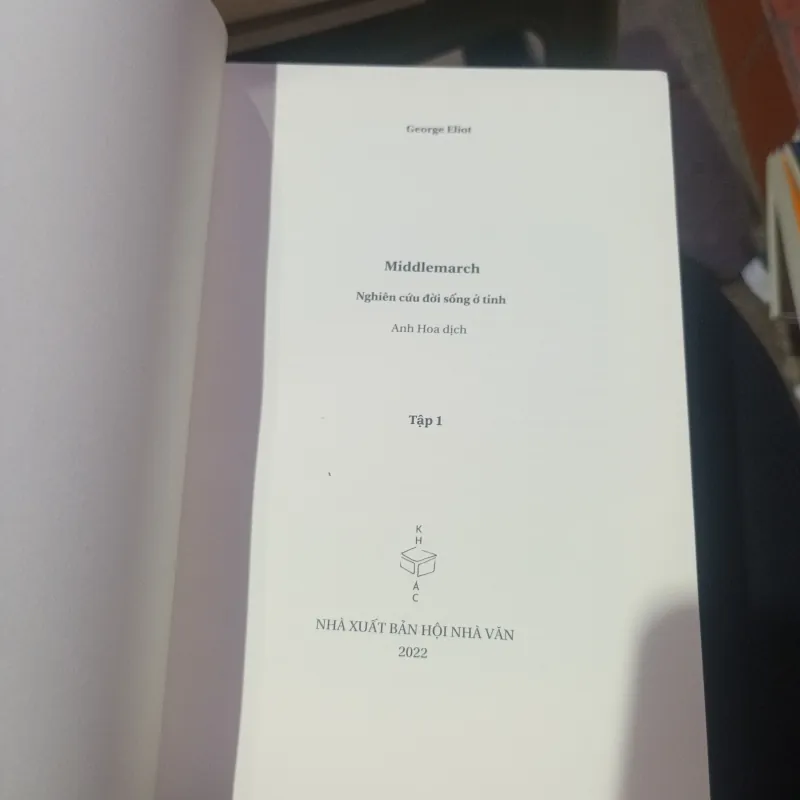 George Eliot
Middlemarch
Nghiên cứu đời sống ở tỉnh
Anh Hoa dịch
Tập 1
K
H
Á
C
NHÀ XUẤT BẢN HỘI NHÀ VĂN
2022